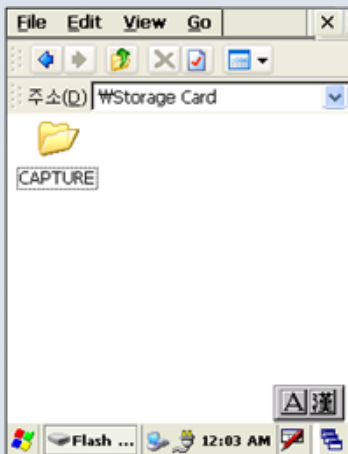 File Edit View Go
주소(D) ₩Storage Card
CAPTURE
A 漢
Flash ... 12:03 AM